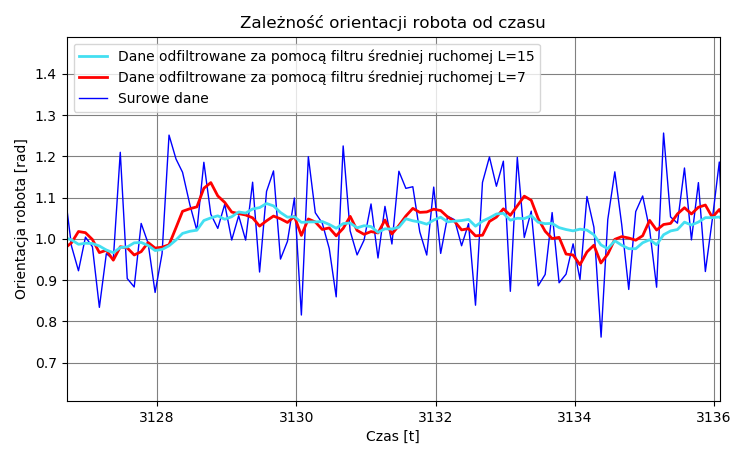 Zależność orientacji robota od czasu
Dane odfiltrowane za pomocą filtru średniej ruchomej L=15
Dane odfiltrowane za pomocą filtru średniej ruchomej L=7
Surowe dane
Orientacja robota [rad]
1.4
1.3
1.2
1.1
1.0
0.9
0.8
0.7
3128 3130 3132 3134 3136
Czas [t]